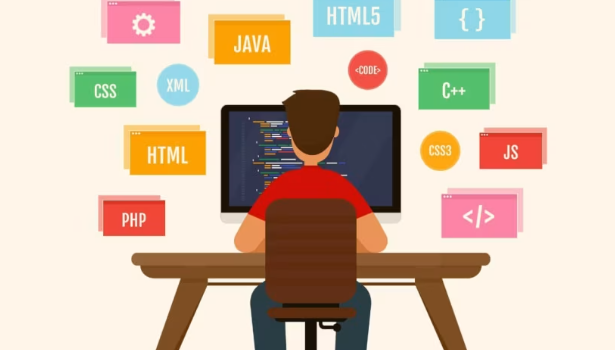 HTML5
{ }
JAVA
<CODE>
CSS
XML
C++
HTML
CSS3
JS
PHP
</>